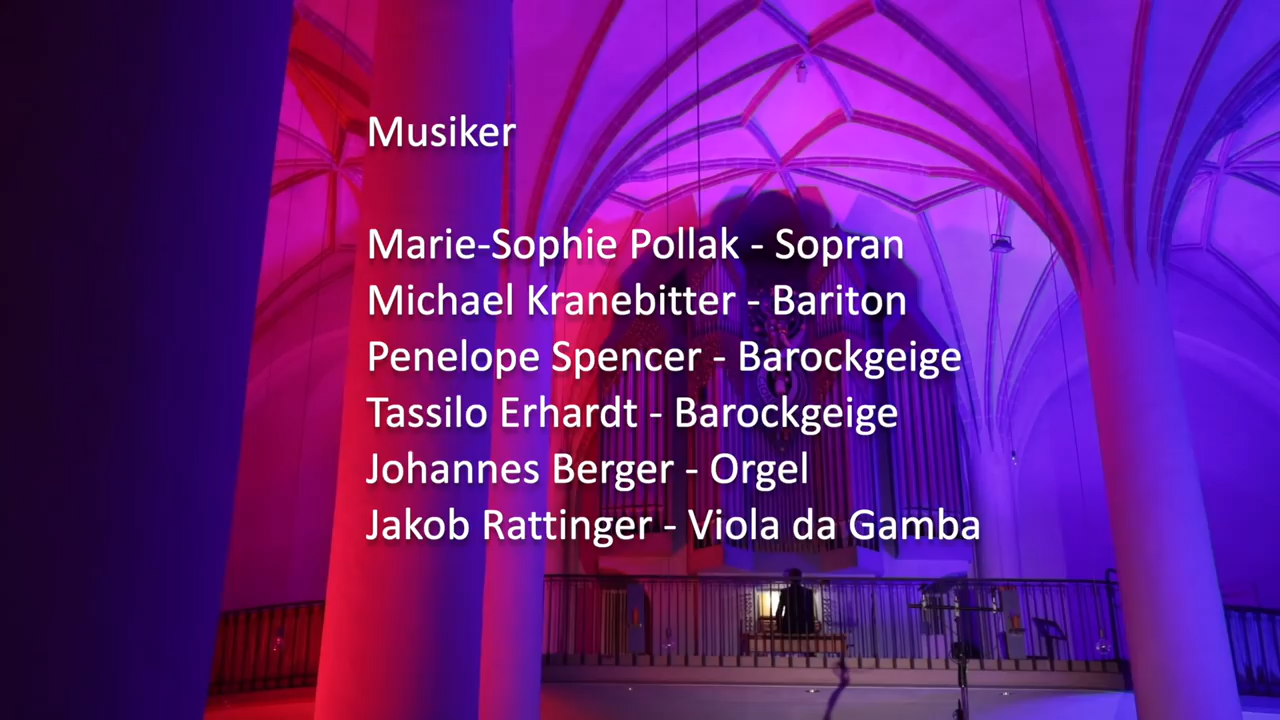 Musiker
Marie-Sophie Pollak - Sopran
Michael Kranebitter - Bariton
Penelope Spencer - Barockgeige
Tassilo Erhardt - Barockgeige
Johannes Berger - Orgel
Jakob Rattinger - Viola da Gamba